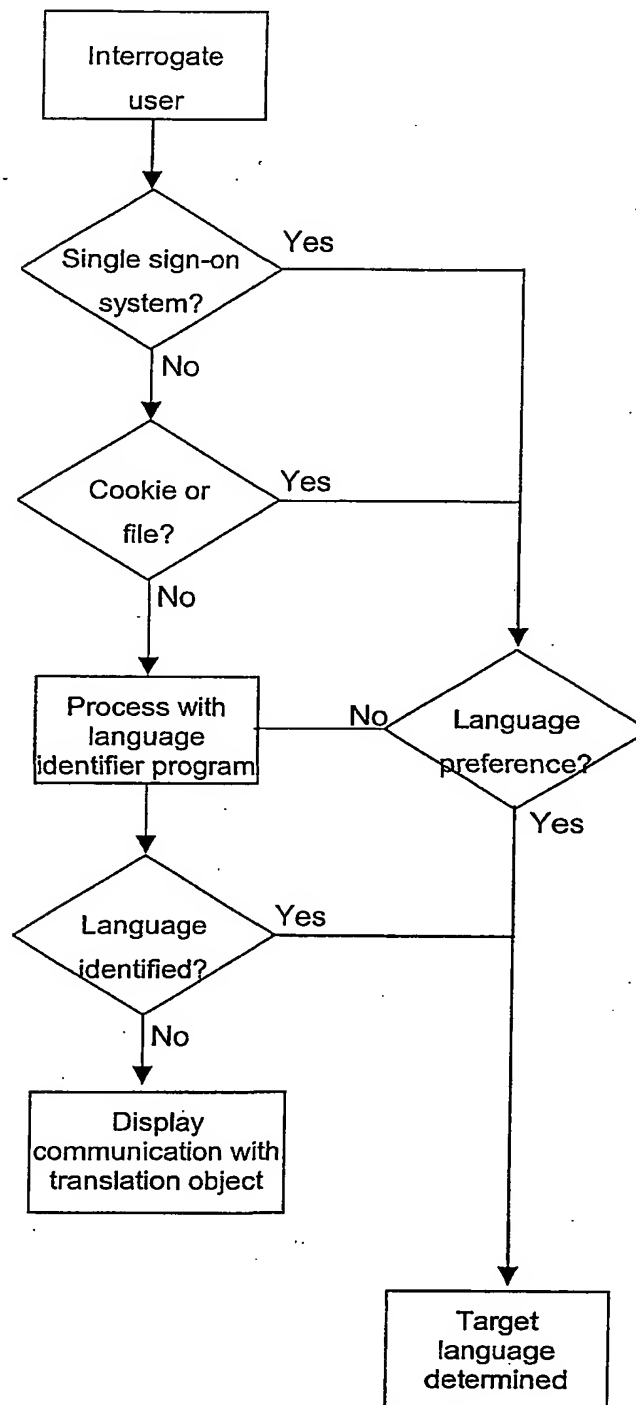 Interrogate
user
Yes
Single sign-on
system?
No
Yes
Cookie or
file?
No
Process with
language
identifier program
No
Language
preference?
Yes
Language
identified?
Yes
No
Display
communication with
translation object
Target
language
determined